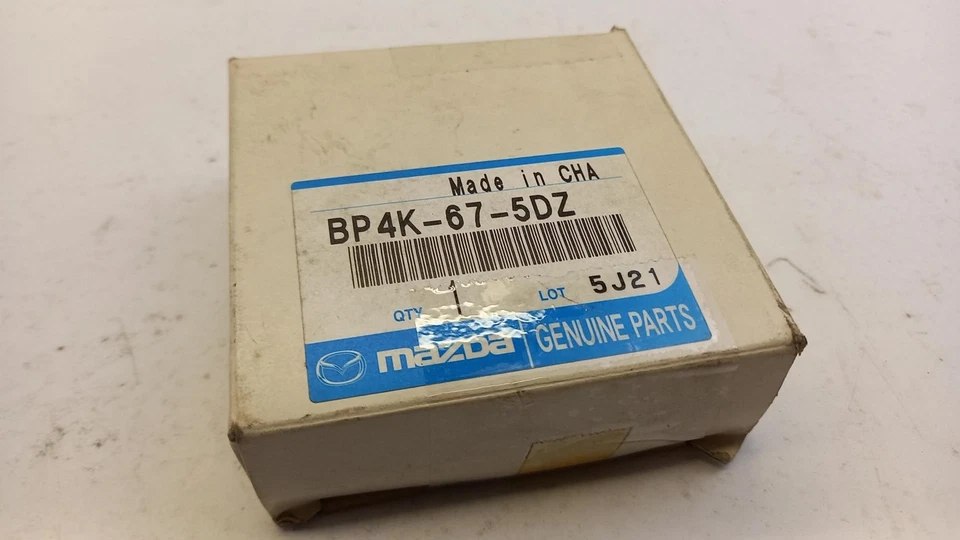 Made in CHA
BP4K-67-5DZ
QTY 1 LOT 5J21
mazda GENUINE PARTS